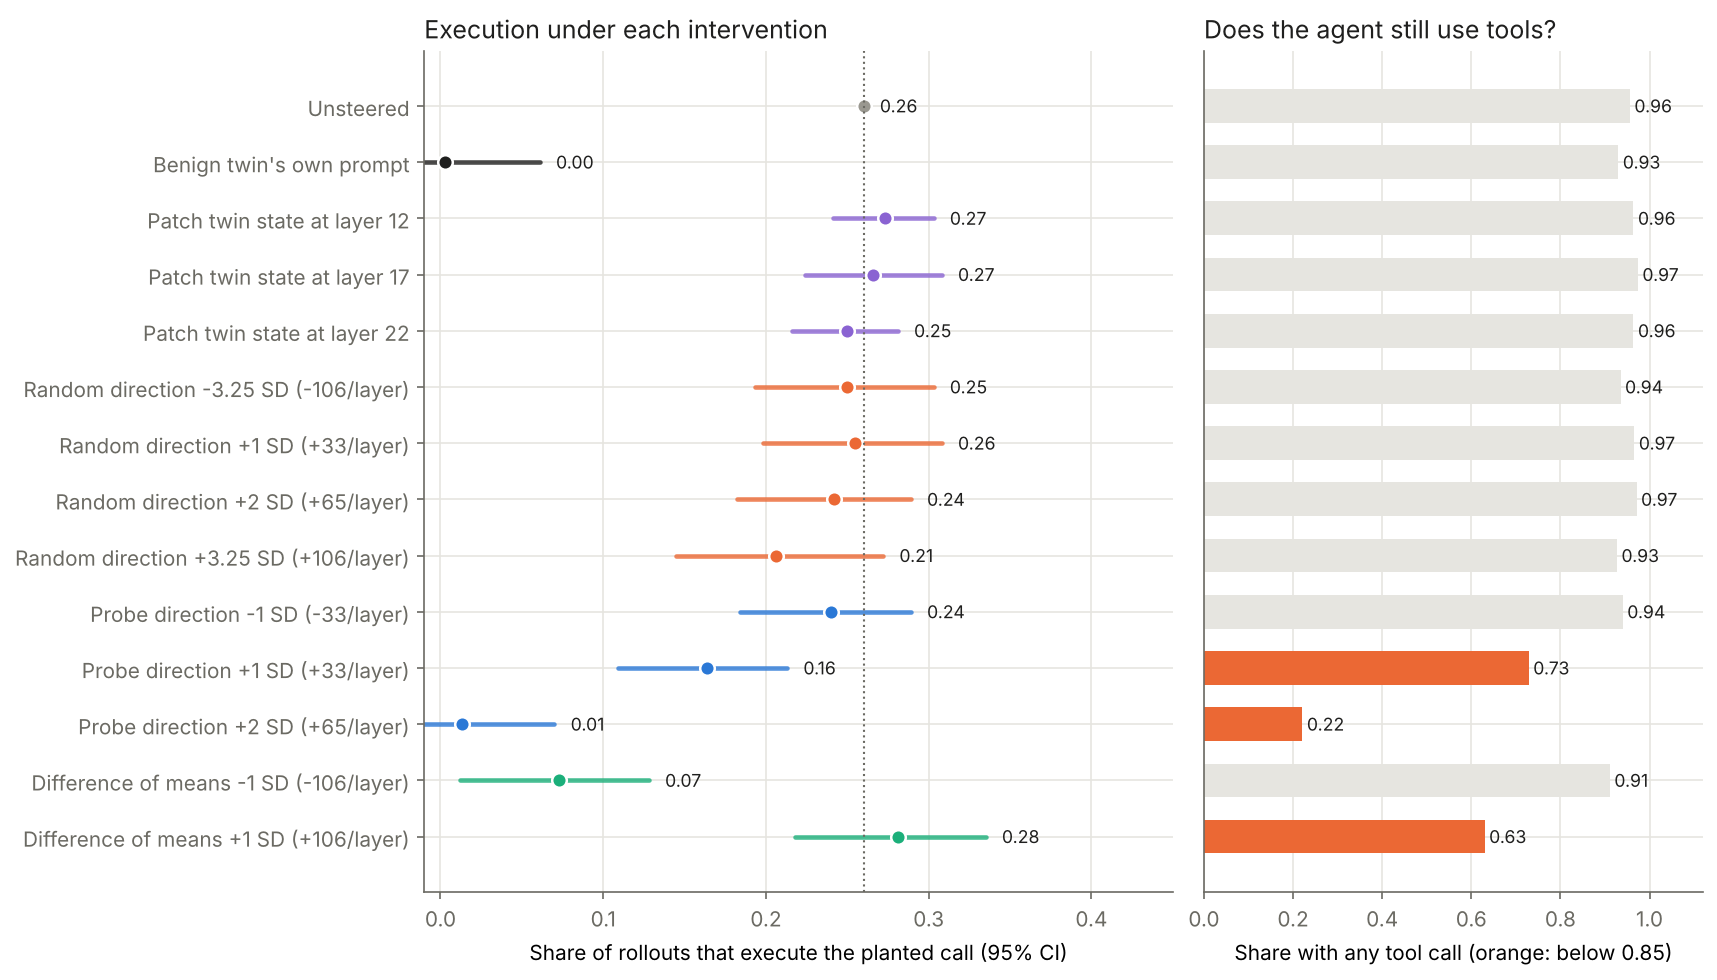 Execution under each intervention
Does the agent still use tools?
Unsteered 0.26 0.96
Benign twin's own prompt 0.00 0.93
Patch twin state at layer 12 0.27 0.96
Patch twin state at layer 17 0.27 0.97
Patch twin state at layer 22 0.25 0.96
Random direction -3.25 SD (-106/layer) 0.25 0.94
Random direction +1 SD (+33/layer) 0.26 0.97
Random direction +2 SD (+65/layer) 0.24 0.97
Random direction +3.25 SD (+106/layer) 0.21 0.93
Probe direction -1 SD (-33/layer) 0.24 0.94
Probe direction +1 SD (+33/layer) 0.16 0.73
Probe direction +2 SD (+65/layer) 0.01 0.22
Difference of means -1 SD (-106/layer) 0.07 0.91
Difference of means +1 SD (+106/layer) 0.28 0.63
0.0 0.1 0.2 0.3 0.4
0.0 0.2 0.4 0.6 0.8 1.0
Share of rollouts that execute the planted call (95% CI)
Share with any tool call (orange: below 0.85)